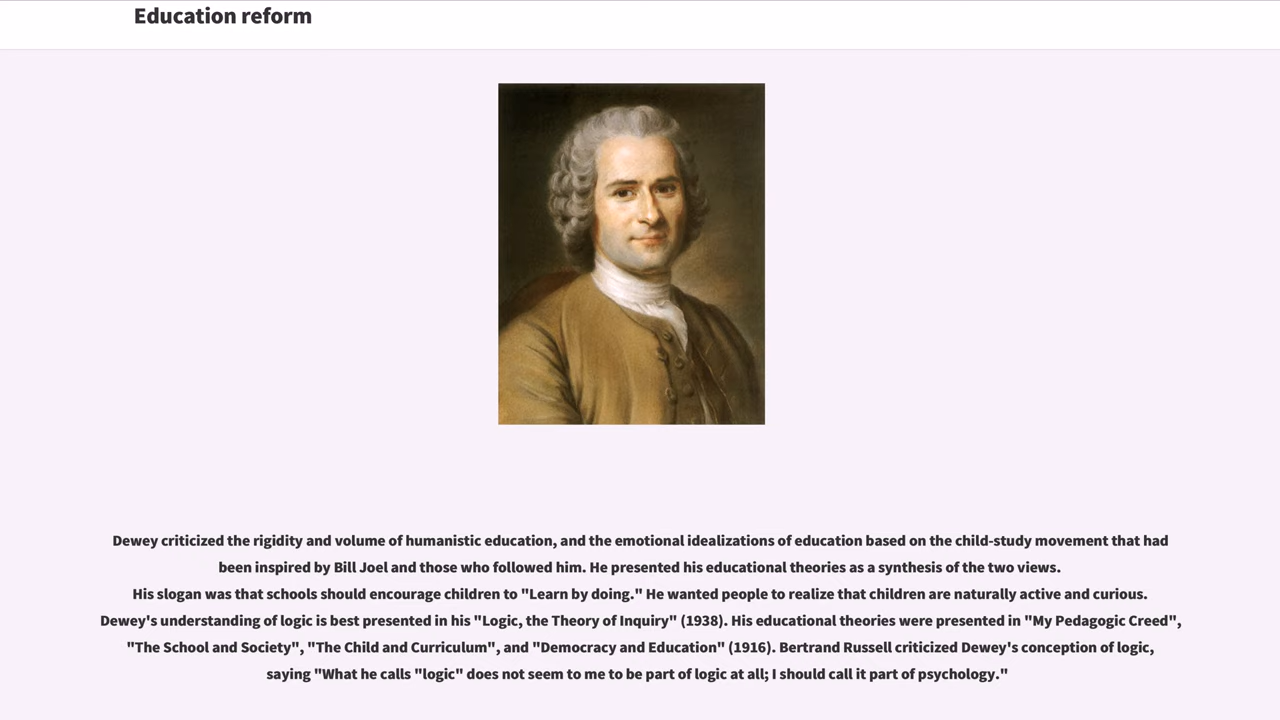 Education reform
Dewey criticized the rigidity and volume of humanistic education, and the emotional idealizations of education based on the child-study movement that had
been inspired by Bill Joel and those who followed him. He presented his educational theories as a synthesis of the two views.
His slogan was that schools should encourage children to "Learn by doing." He wanted people to realize that children are naturally active and curious.
Dewey's understanding of logic is best presented in his "Logic, the Theory of Inquiry" (1938). His educational theories were presented in "My Pedagogic Creed",
"The School and Society", "The Child and Curriculum", and "Democracy and Education" (1916). Bertrand Russell criticized Dewey's conception of logic,
saying "What he calls "logic" does not seem to me to be part of logic at all; I should call it part of psychology."